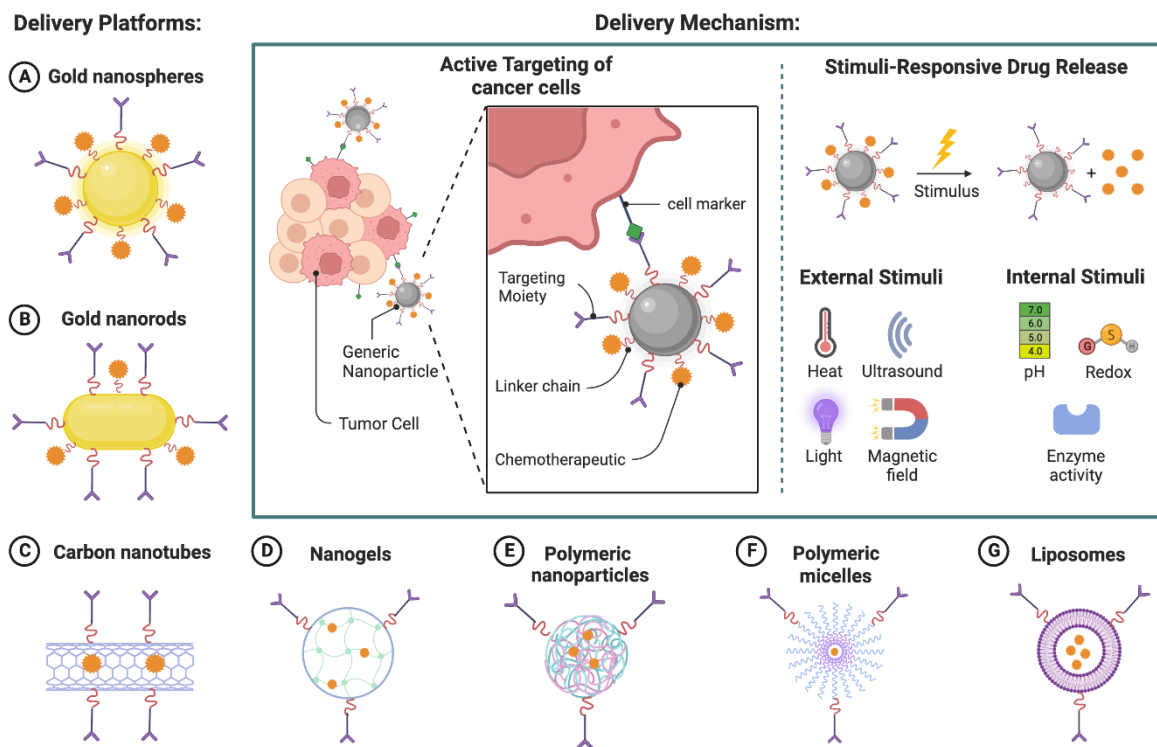 Delivery Platforms:
Delivery Mechanism:
A Gold nanospheres
B Gold nanorods
Active Targeting of
cancer cells
cell marker
Targeting
Moiety
Generic
Nanoparticle
Linker chain
Tumor Cell
Chemotherapeutic
Stimuli-Responsive Drug Release
Stimulus
+
External Stimuli
Heat
Ultrasound
Light
Magnetic
field
Internal Stimuli
7.0
6.0
5.0
4.0
pH
G
S
H
Redox
Enzyme
activity
C Carbon nanotubes
D Nanogels
E Polymeric
nanoparticles
F Polymeric
micelles
G Liposomes